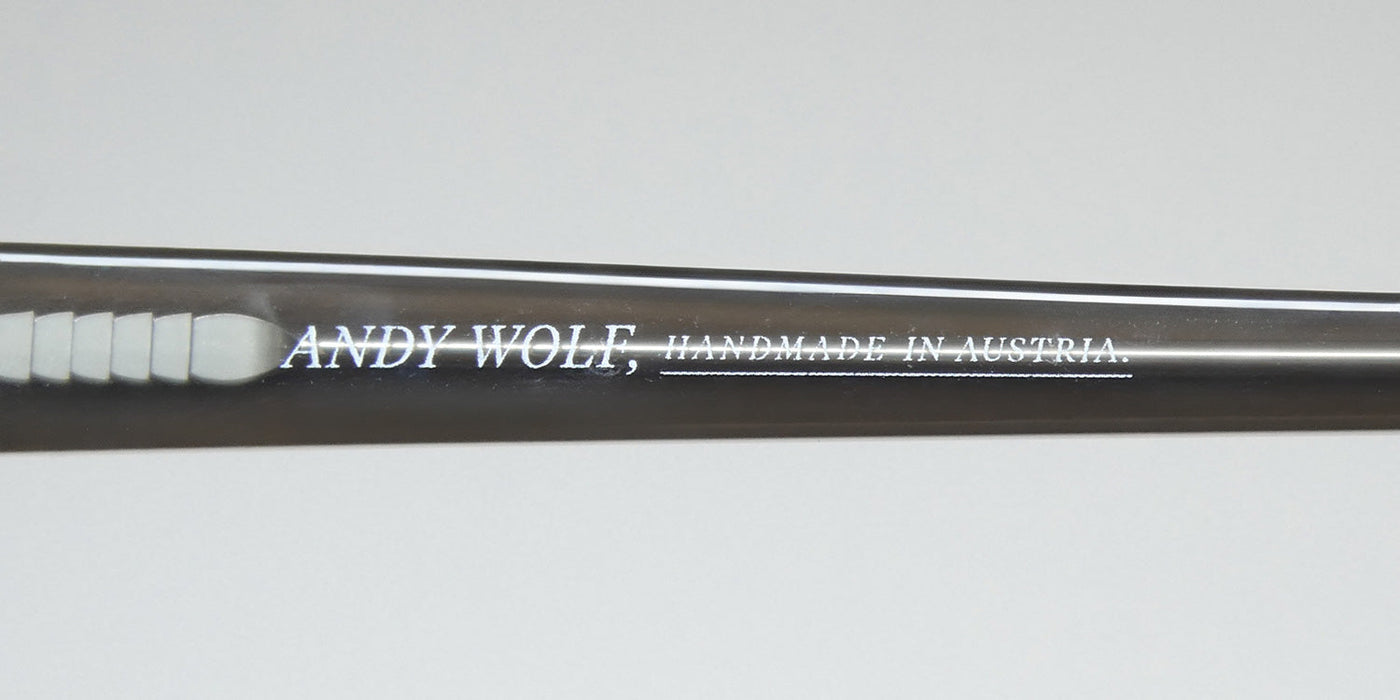 ANDY WOLF, HANDMADE IN AUSTRIA.